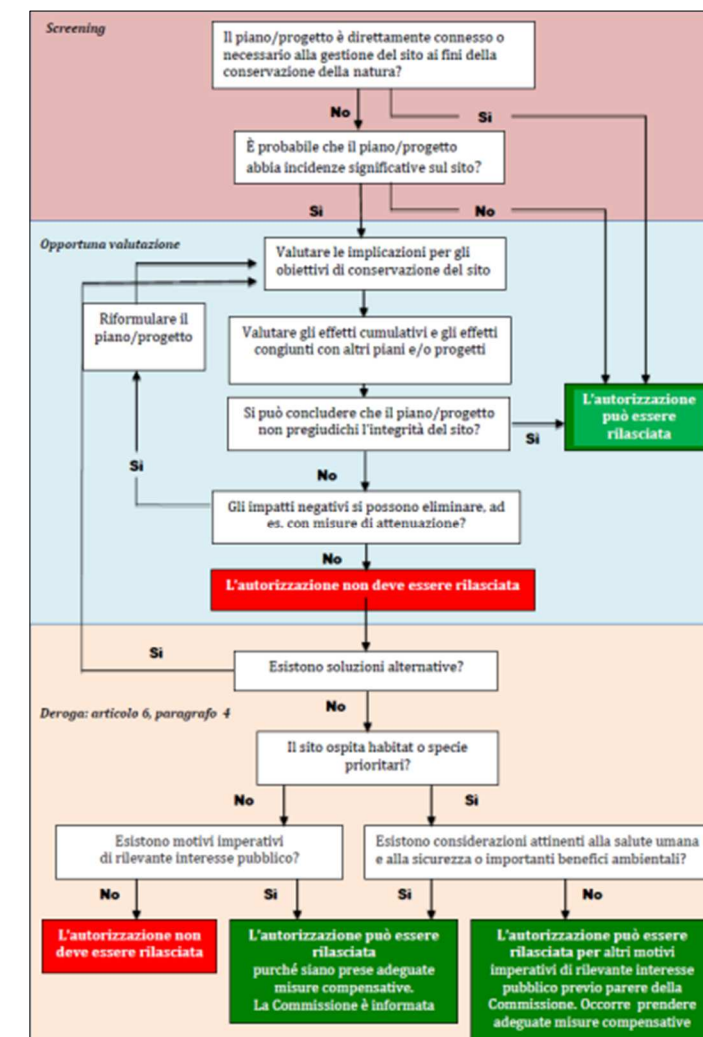 Screening
Il piano/progetto è direttamente connesso o
necessario alla gestione del sito ai fini della
conservazione della natura?
No
Sì
È probabile che il piano/progetto
abbia incidenze significative sul sito?
Sì
No
Opportuna valutazione
Valutare le implicazioni per gli
obiettivi di conservazione del sito
Riformulare il
piano/progetto
Valutare gli effetti cumulativi e gli effetti
congiunti con altri piani e/o progetti
L'autorizzazione
può essere
rilasciata
Si può concludere che il piano/progetto
non pregiudichi l'integrità del sito?
Sì
Sì
No
Gli impatti negativi si possono eliminare, ad
es. con misure di attenuazione?
No
L'autorizzazione non deve essere rilasciata
Sì
Esistono soluzioni alternative?
No
Deroga: articolo 6, paragrafo 4
Il sito ospita habitat o specie
prioritari?
No
Sì
Esistono motivi imperativi
di rilevante interesse pubblico?
Esistono considerazioni attinenti alla salute umana
e alla sicurezza o importanti benefici ambientali?
No
Sì
Sì
No
L'autorizzazione non
deve essere rilasciata
L'autorizzazione può essere
rilasciata
purché siano prese adeguate
misure compensative.
La Commissione è informata
L'autorizzazione può essere
rilasciata per altri motivi
imperativi di rilevante interesse
pubblico previo parere della
Commissione. Occorre prendere
adeguate misure compensative